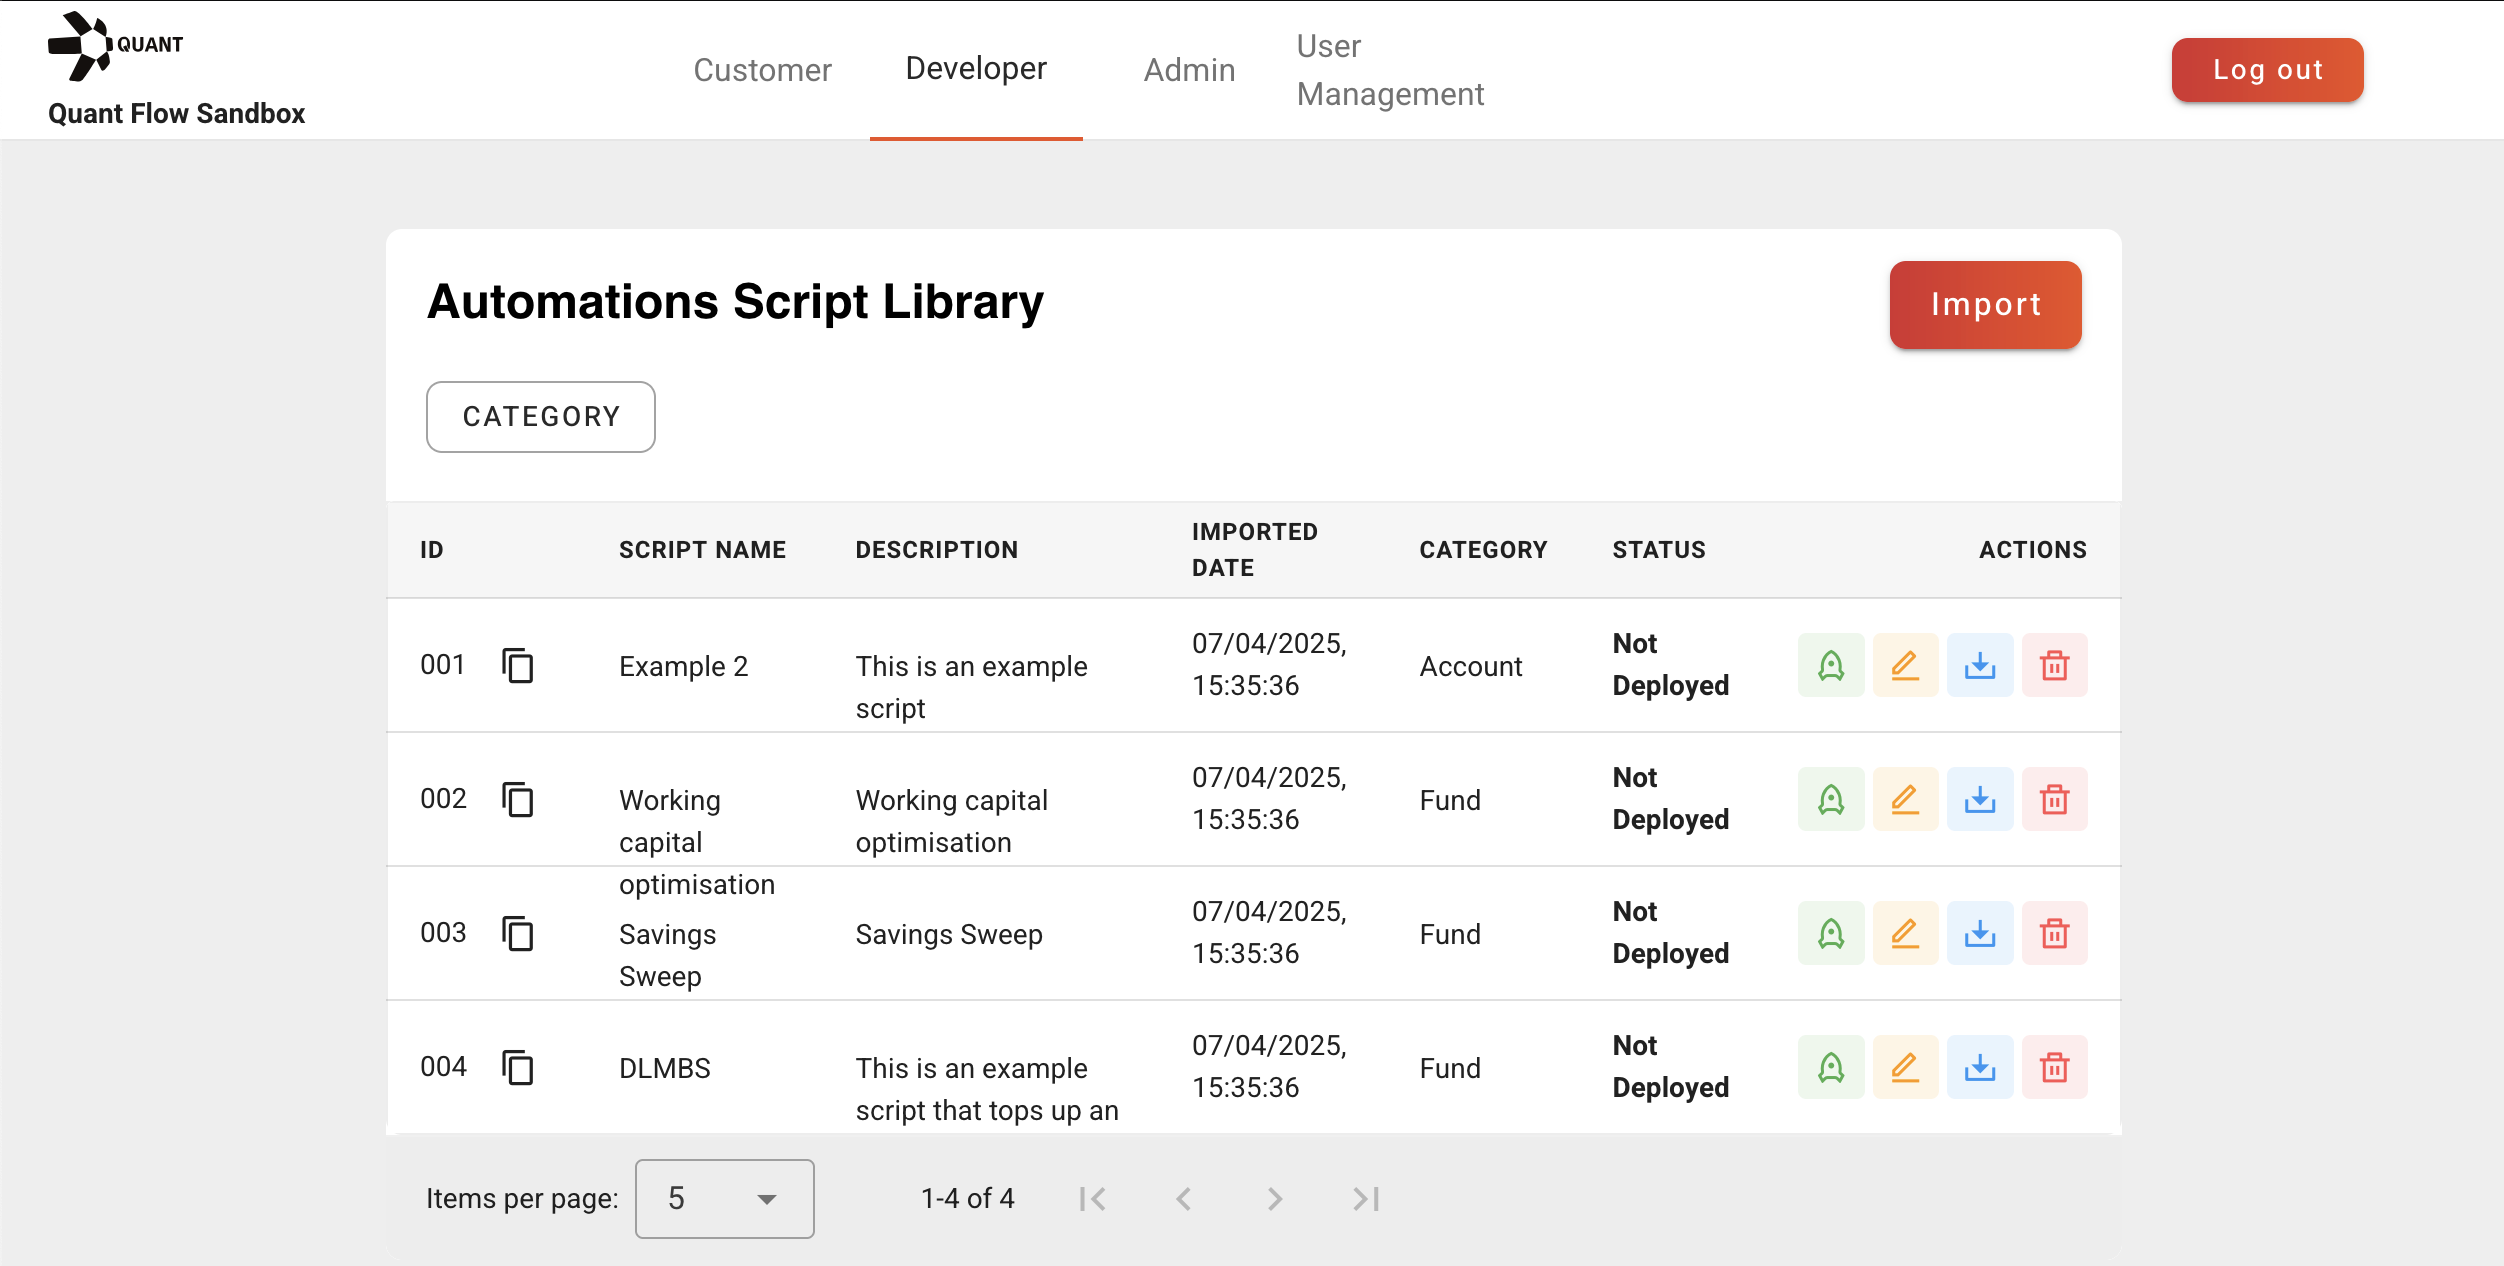 QUANT
Quant Flow Sandbox
Customer
Developer
Admin
User
Management
Log out
Automations Script Library
Import
CATEGORY
ID
SCRIPT NAME
DESCRIPTION
IMPORTED
DATE
CATEGORY
STATUS
ACTIONS
001
Example 2
This is an example
script
07/04/2025,
15:35:36
Account
Not
Deployed
002
Working
capital
optimisation
Working capital
optimisation
07/04/2025,
15:35:36
Fund
Not
Deployed
003
Savings
Sweep
Savings Sweep
07/04/2025,
15:35:36
Fund
Not
Deployed
004
DLMBS
This is an example
script that tops up an
07/04/2025,
15:35:36
Fund
Not
Deployed
Items per page:
5
1-4 of 4